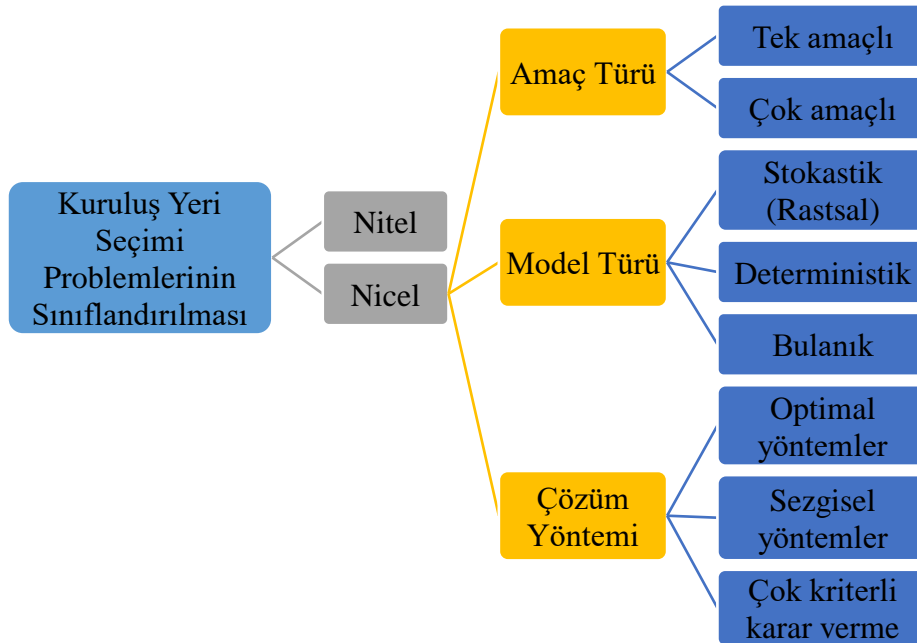 Kuruluş Yeri
Seçimi
Problemlerinin
Sınıflandırılması
Nitel
Nicel
Amaç Türü
Model Türü
Çözüm
Yöntemi
Tek amaçlı
Çok amaçlı
Stokastik
(Rastsal)
Deterministik
Bulanık
Optimal
yöntemler
Sezgisel
yöntemler
Çok kriterli
karar verme